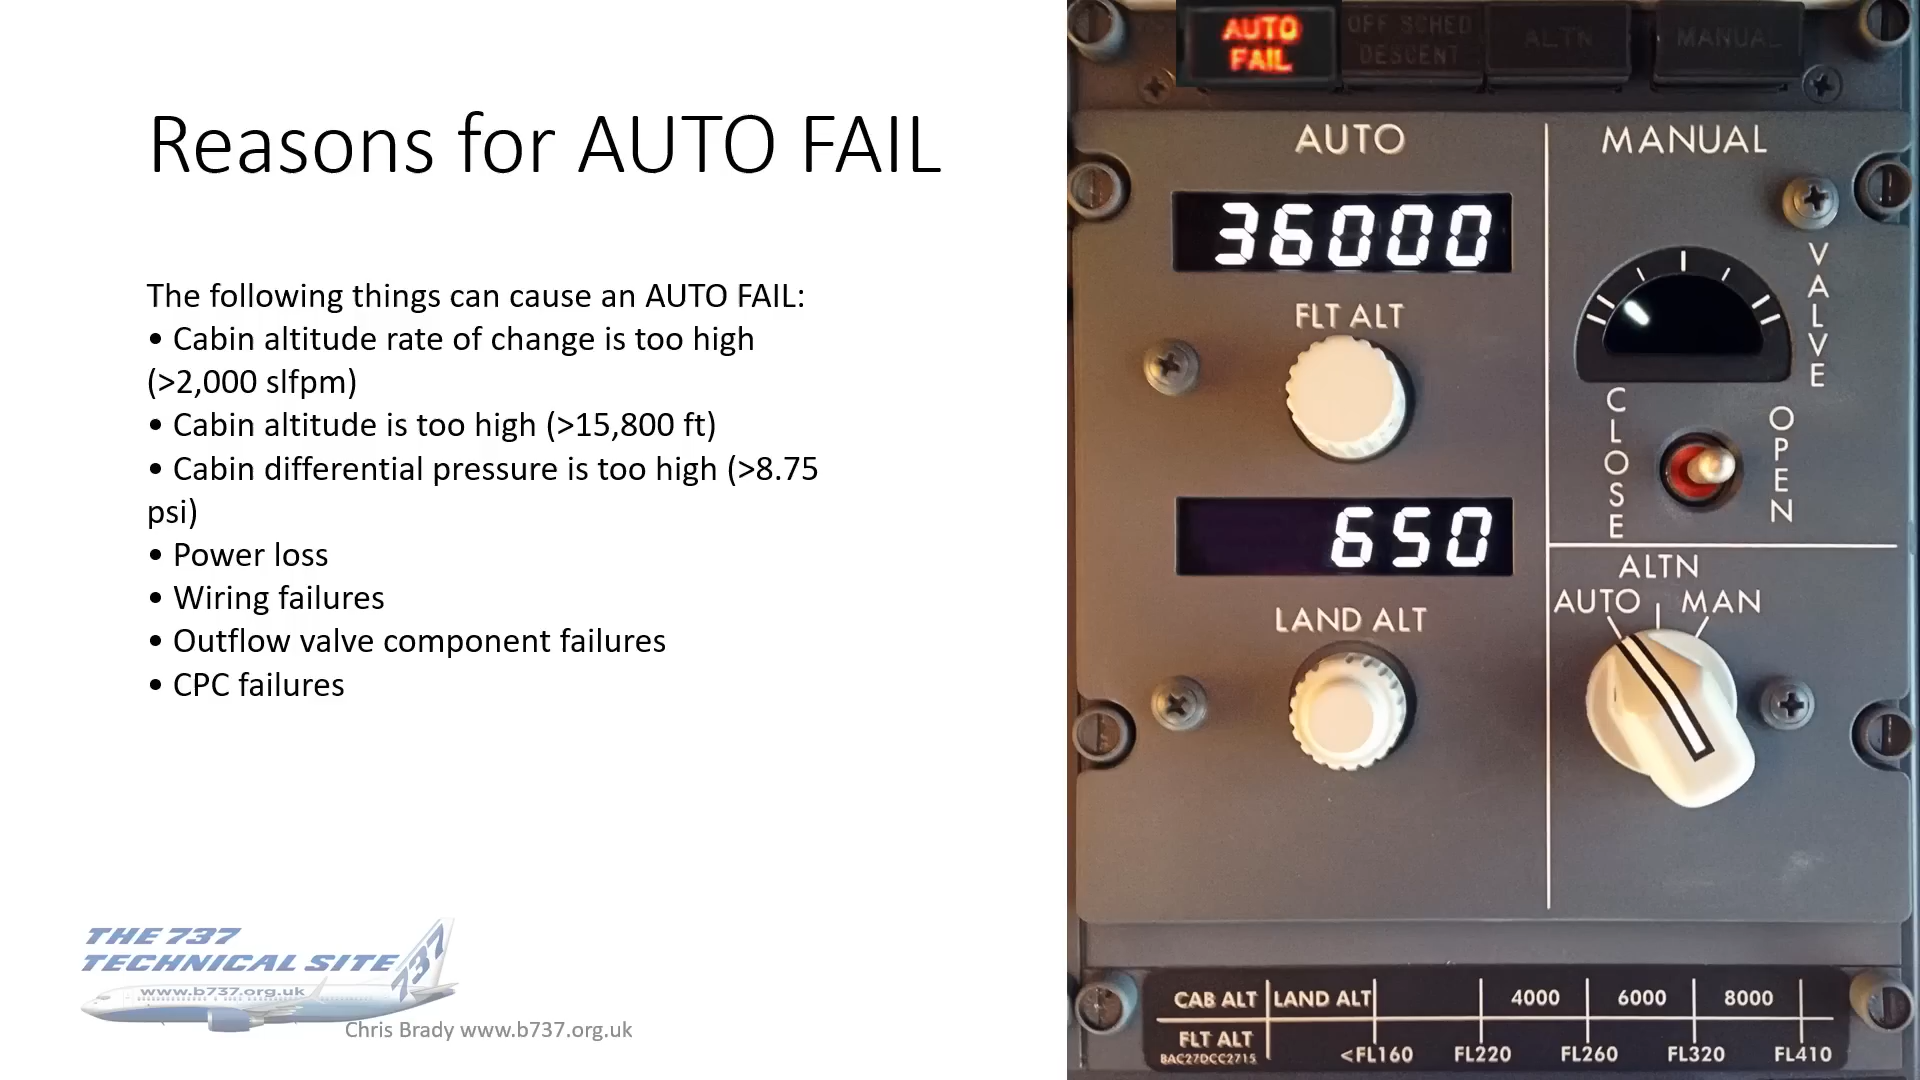 Reasons for AUTO FAIL
The following things can cause an AUTO FAIL:
• Cabin altitude rate of change is too high
(>2,000 slfpm)
• Cabin altitude is too high (>15,800 ft)
• Cabin differential pressure is too high (>8.75
psi)
• Power loss
• Wiring failures
• Outflow valve component failures
• CPC failures
THE 737
TECHNICAL SITE
737
www.b737.org.uk
Chris Brady www.b737.org.uk
AUTO
FAIL
OFF SCHED
DESCENT
ALTN
MANUAL
AUTO
36000
FLT ALT
650
LAND ALT
MANUAL
VALVE
CLOSE
OPEN
ALTN
AUTO MAN
CAB ALT LAND ALT 4000 6000 8000
FLT ALT <FL160 FL220 FL260 FL320 FL410
BAC27DCC2715